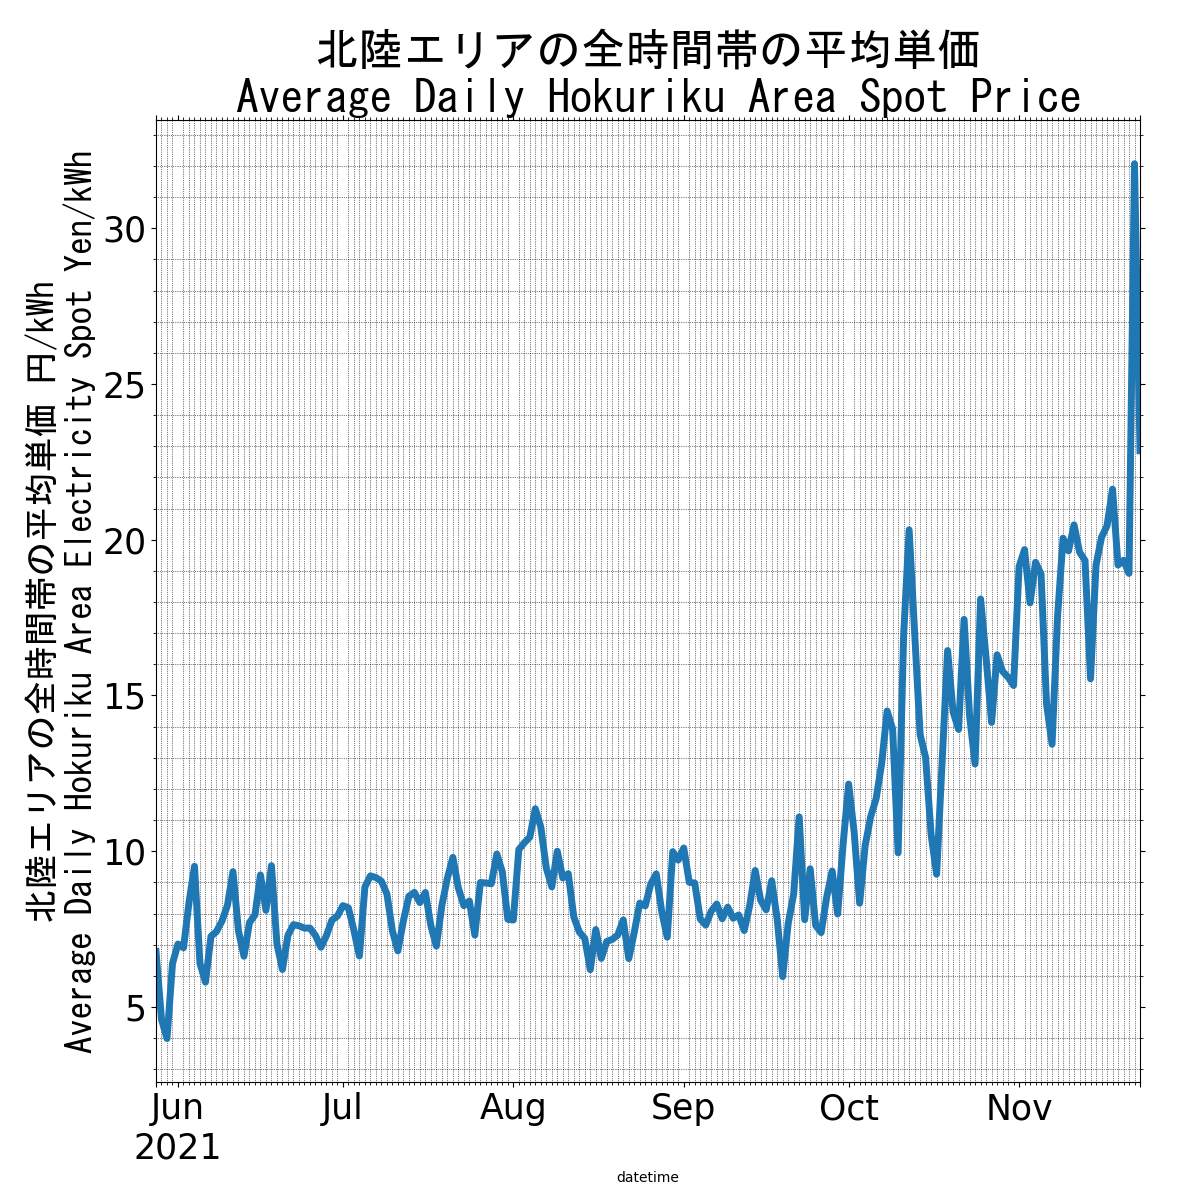 北陸エリアの全時間帯の平均単価
Average Daily Hokuriku Area Spot Price
北陸エリアの全時間帯の平均単価 円/kWh
Average Daily Hokuriku Area Electricity Spot Yen/kWh
30
25
20
15
10
5
Jun
2021
Jul
Aug
Sep
Oct
Nov
datetime